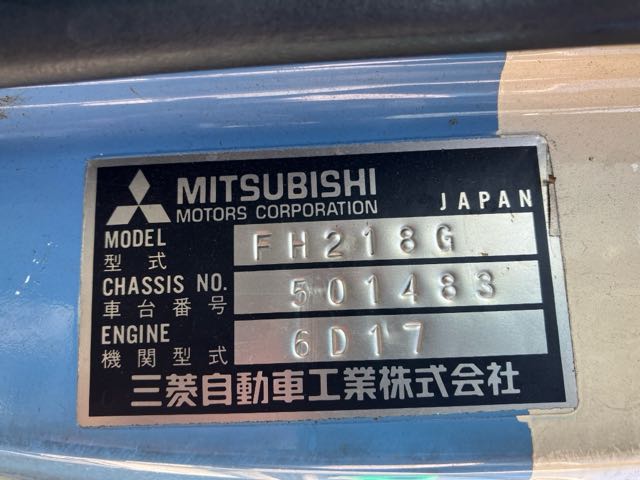 MITSUBISHI
MOTORS CORPORATION JAPAN
MODEL FH218G
型式
CHASSIS NO. 501483
車台番号
ENGINE 6D17
機関型式
三菱自動車工業株式会社